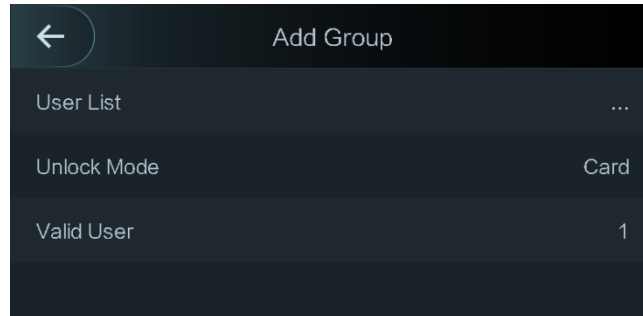 Add Group
User List ...
Unlock Mode Card
Valid User 1